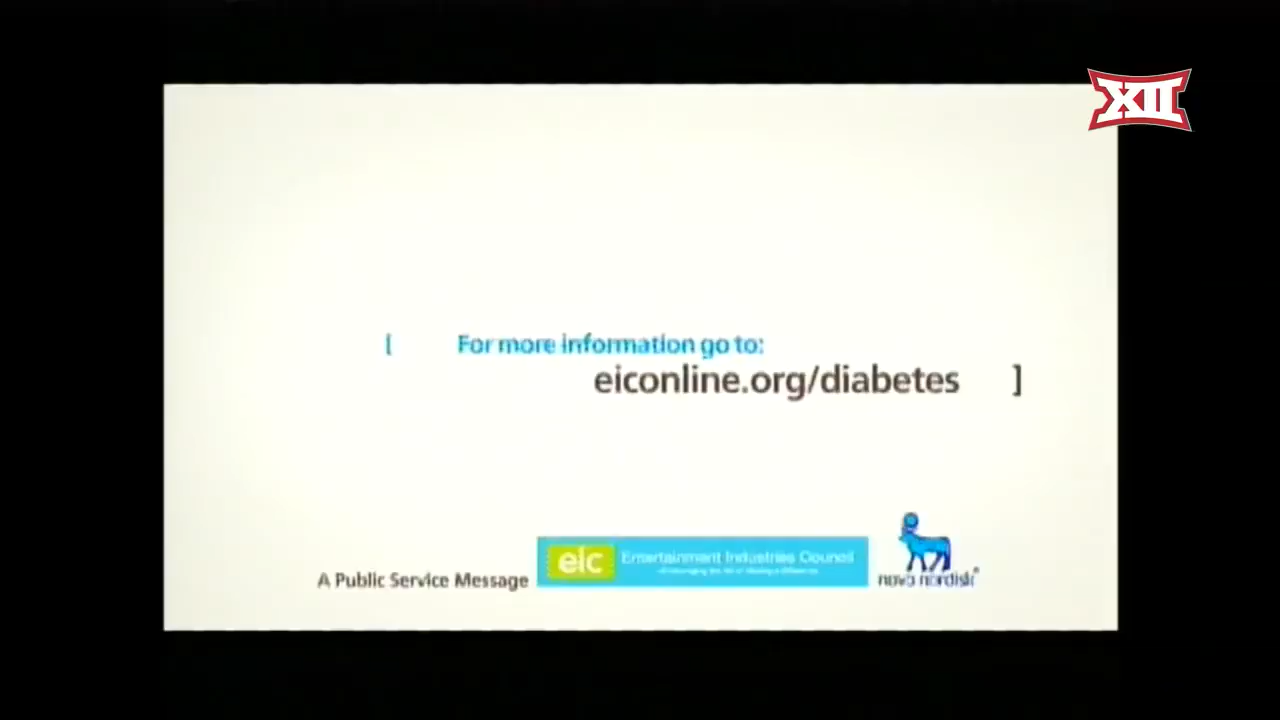 XII
[ For more information go to:
eiconline.org/diabetes ]
A Public Service Message
eic Entertainment Industries Council
novo nordisk®